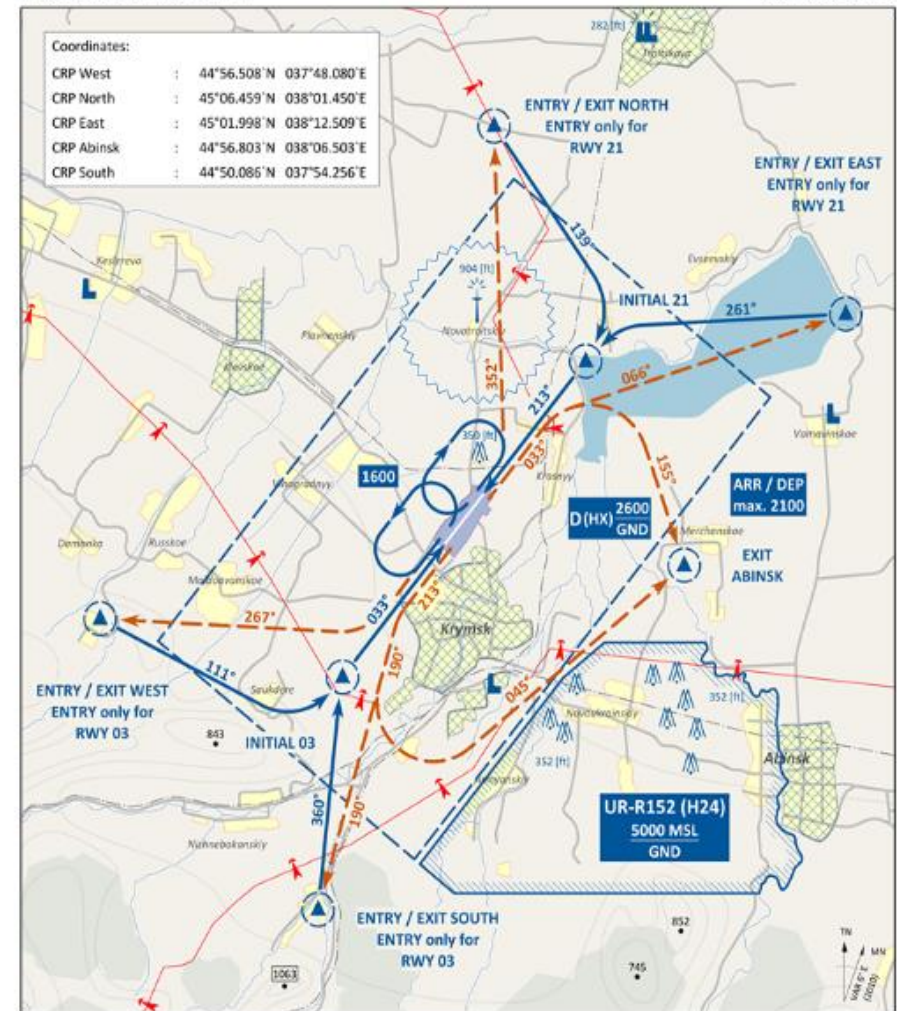 Coordinates:
CRP West : 44°56.508`N 037°48.080`E
CRP North : 45°06.459`N 038°01.450`E
CRP East : 45°01.998`N 038°12.509`E
CRP Abinsk : 44°56.803`N 038°06.503`E
CRP South : 44°50.086`N 037°54.256`E
282 [ft]
Troitskaya
ENTRY / EXIT NORTH
ENTRY only for
RWY 21
ENTRY / EXIT EAST
ENTRY only for
RWY 21
139°
Evsenivskiy
904 [ft]
INITIAL 21
261°
Novotroitskiy
352°
066°
213°
350 [ft]
033°
Krasnyy
155°
1600
Vinogradnyy
D (HX) 2600
GND
ARR / DEP
max. 2100
Merchanskoe
EXIT
ABINSK
Russkoe
Moldavanskoe
033°
213°
267°
Krymsk
190°
111°
045°
Saukdere
ENTRY / EXIT WEST
ENTRY only for
RWY 03
843
INITIAL 03
Novoukrainskiy
352 [ft]
352 [ft]
Abinsk
360°
190°
UR-R152 (H24)
5000 MSL
GND
ENTRY / EXIT SOUTH
ENTRY only for
RWY 03
852
745
1063
TN
MN